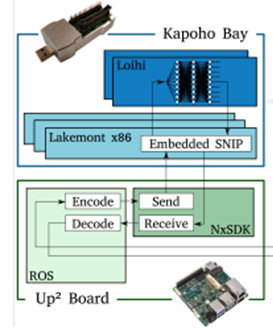 Kapoho Bay
Loihi
Lakemont x86
Embedded SNIP
Encode
Send
Decode
Receive
NxSDK
ROS
Up² Board